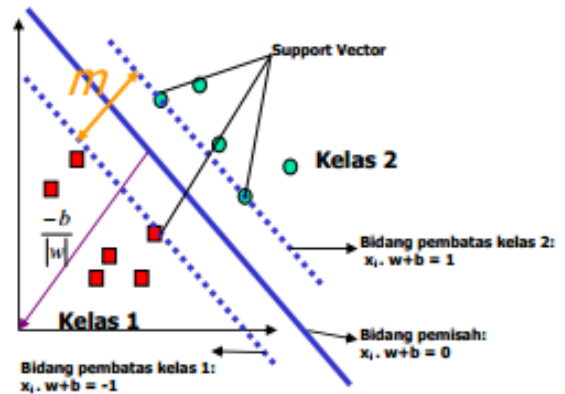 Support Vector
m
Kelas 2
-b
|w|
Bidang pembatas kelas 2:
xᵢ . w+b = 1
Kelas 1
Bidang pemisah:
xᵢ . w+b = 0
Bidang pembatas kelas 1:
xᵢ . w+b = -1